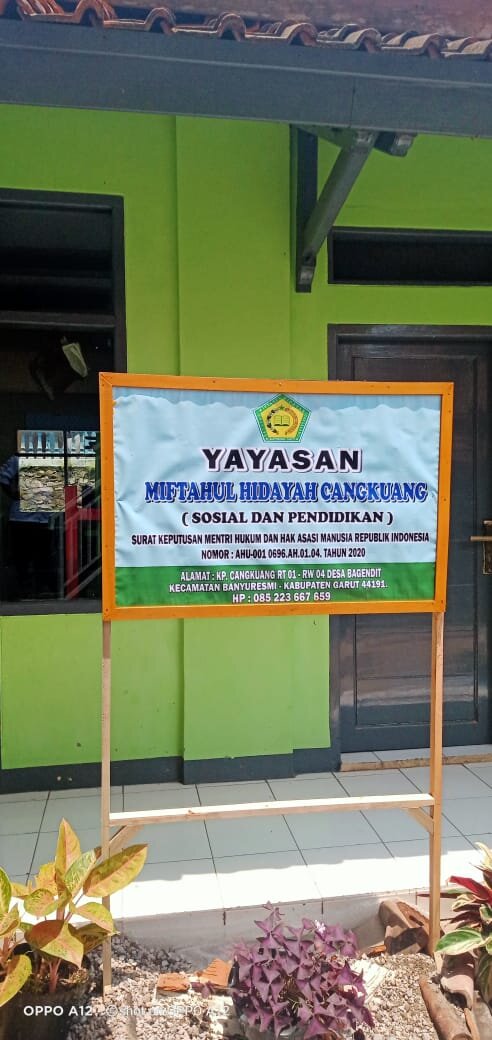 YAYASAN
MIFTAHUL HIDAYAH CANGKUANG
( SOSIAL DAN PENDIDIKAN )
SURAT KEPUTUSAN MENTRI HUKUM DAN HAK ASASI MANUSIA REPUBLIK INDONESIA
NOMOR : AHU-001 0696.AH.01.04. TAHUN 2020
ALAMAT : KP. CANGKUANG RT 01 - RW 04 DESA BAGENDIT
KECAMATAN BANYURESMI - KABUPATEN GARUT 44191.
HP : 085 223 667 659
OPPO A12